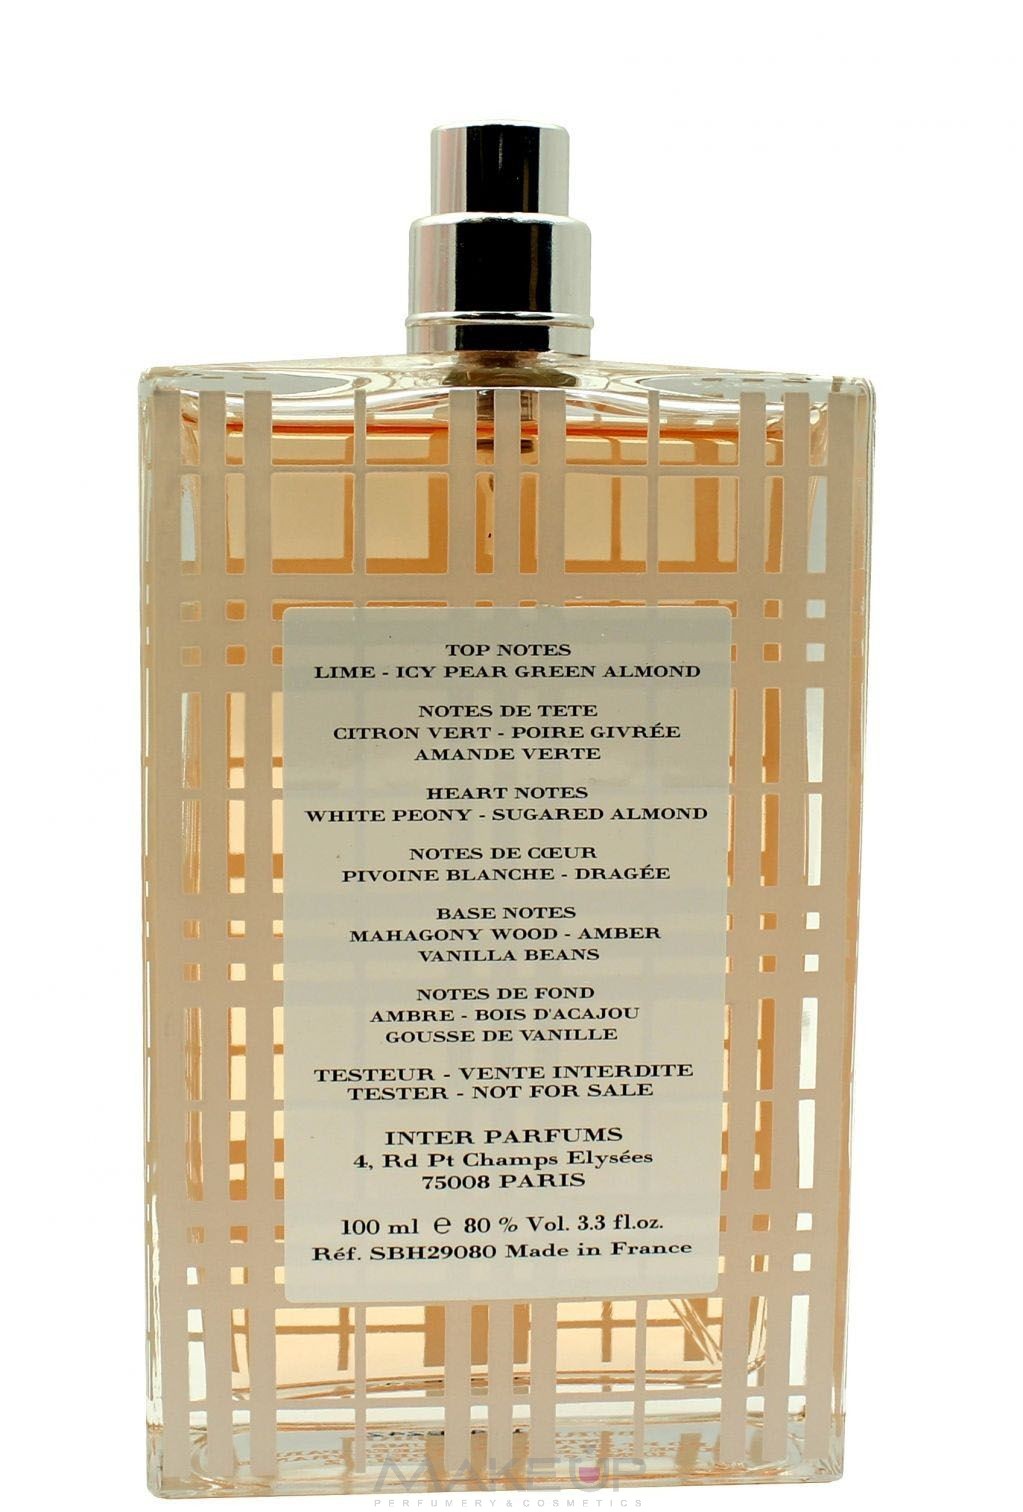 TOP NOTES
LIME - ICY PEAR GREEN ALMOND
NOTES DE TETE
CITRON VERT - POIRE GIVRÉE
AMANDE VERTE
HEART NOTES
WHITE PEONY - SUGARED ALMOND
NOTES DE CŒUR
PIVOINE BLANCHE - DRAGÉE
BASE NOTES
MAHAGONY WOOD - AMBER
VANILLA BEANS
NOTES DE FOND
AMBRE - BOIS D'ACAJOU
GOUSSE DE VANILLE
TESTEUR - VENTE INTERDITE
TESTER - NOT FOR SALE
INTER PARFUMS
4, Rd Pt Champs Elysées
75008 PARIS
100 ml ℮ 80 % Vol. 3.3 fl.oz.
Réf. SBH29080 Made in France
MAKEUP
PERFUMERY & COSMETICS